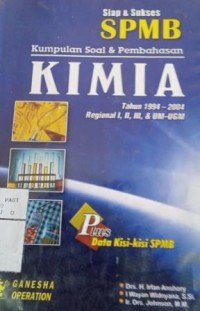 Siap & Sukses
SPMB
Kumpulan Soal & Pembahasan
KIMIA
Tahun 1994 - 2004
Regional I, II, III, & UM-UGM
Plus
Data Kisi-kisi SPMB
GANESHA
OPERATION
Drs. H. Irfan Anshory
I Wayan Widnyana, S.Si.
Ir. Drs. Johnson, M.M.